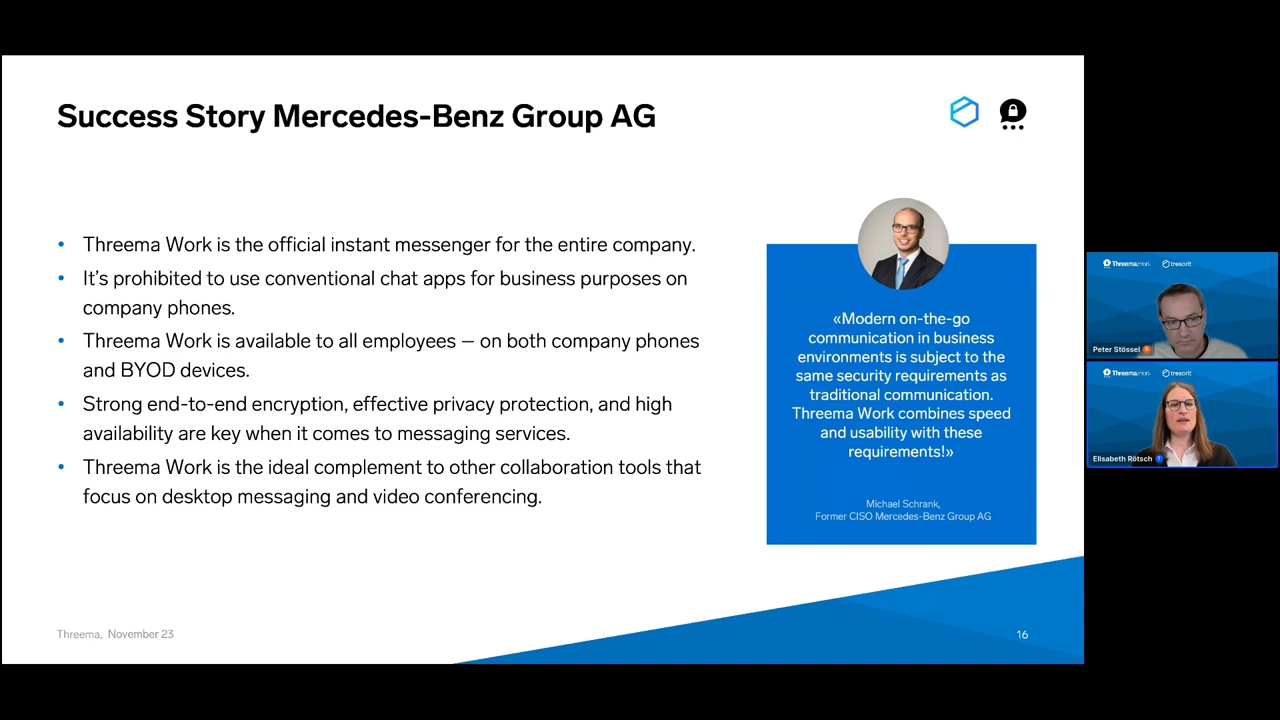 Success Story Mercedes-Benz Group AG
• Threema Work is the official instant messenger for the entire company.
• It's prohibited to use conventional chat apps for business purposes on
company phones.
• Threema Work is available to all employees – on both company phones
and BYOD devices.
• Strong end-to-end encryption, effective privacy protection, and high
availability are key when it comes to messaging services.
• Threema Work is the ideal complement to other collaboration tools that
focus on desktop messaging and video conferencing.
«Modern on-the-go
communication in business
environments is subject to the
same security requirements as
traditional communication.
Threema Work combines speed
and usability with these
requirements!»
Michael Schrank,
Former CISO Mercedes-Benz Group AG
Threema, November 23
16
Threema.Work tresorit
Peter Stössel
Threema.Work tresorit
Elisabeth Rötsch